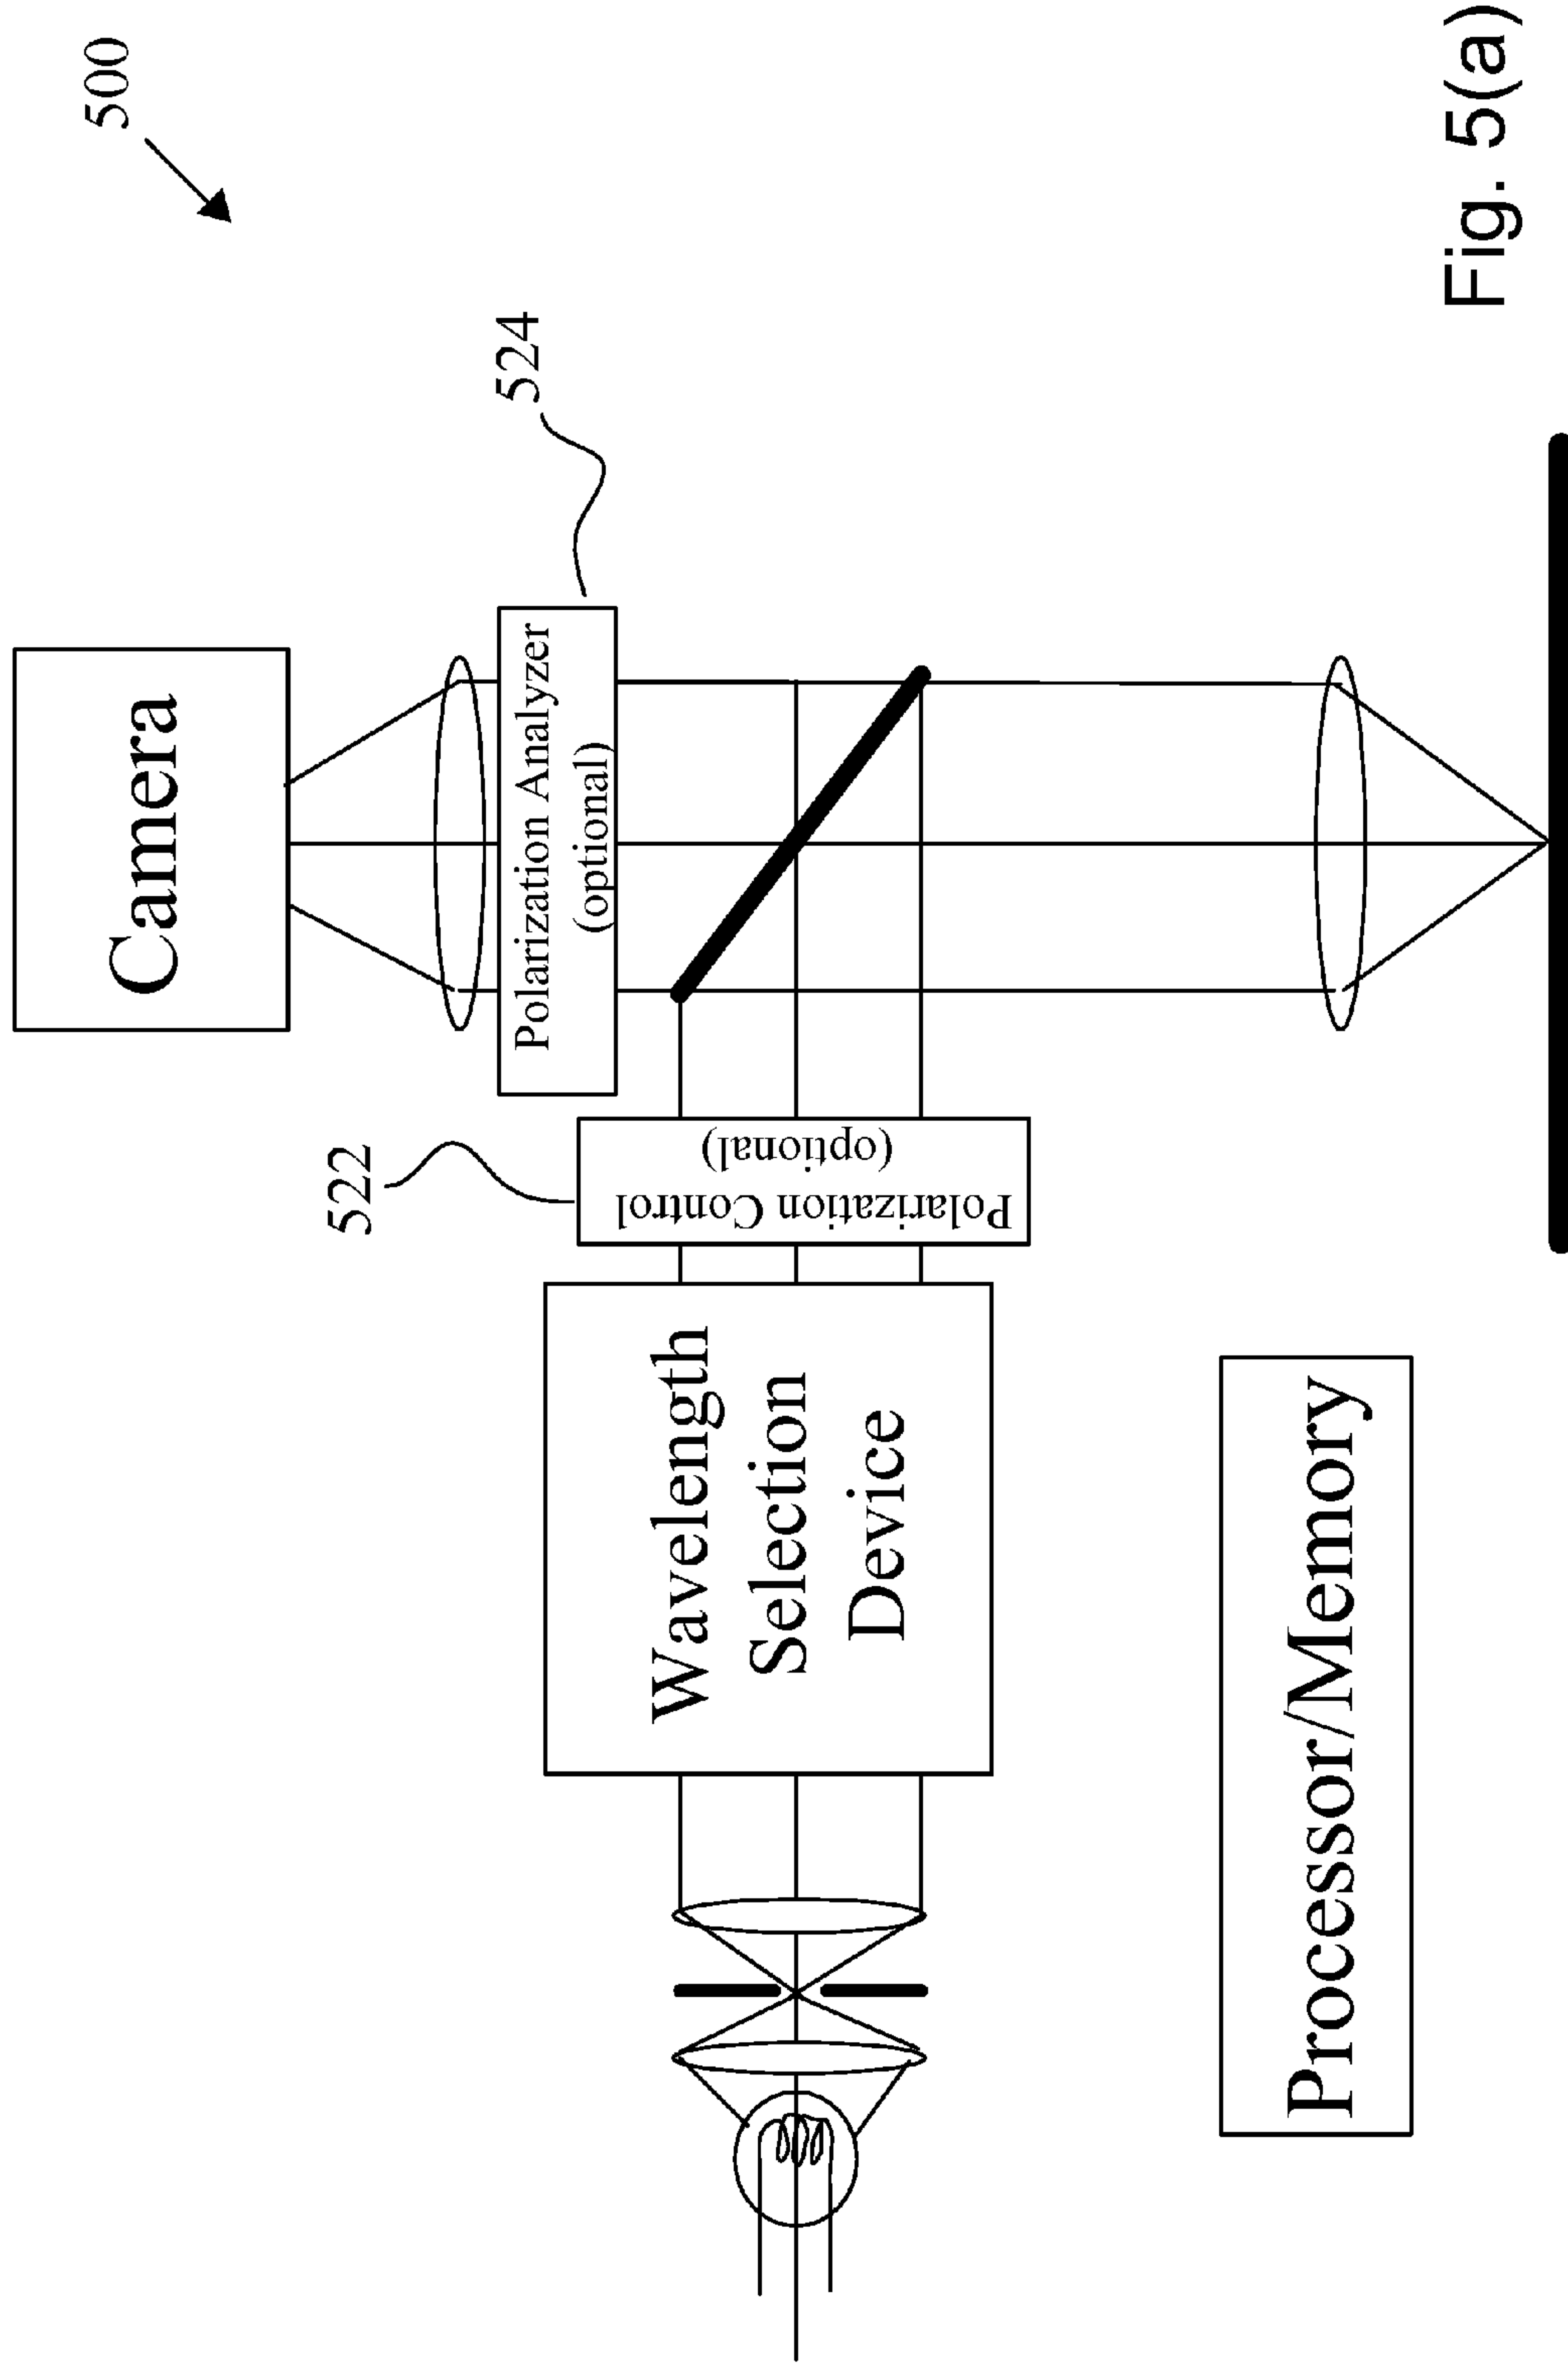 500
Camera
524
Polarization Analyzer
(optional)
522
Polarization Control
(optional)
Wavelength
Selection
Device
Processor/Memory
Fig. 5(a)